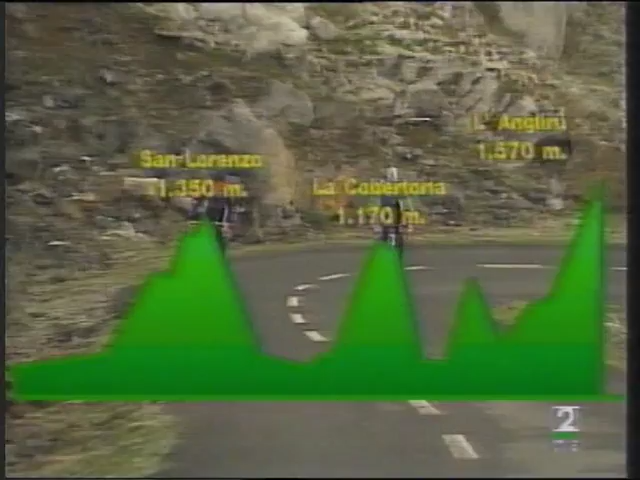 San Lorenzo
1.350 m.
La Cobertoria
1.170 m.
L'Angliru
1.570 m.
2